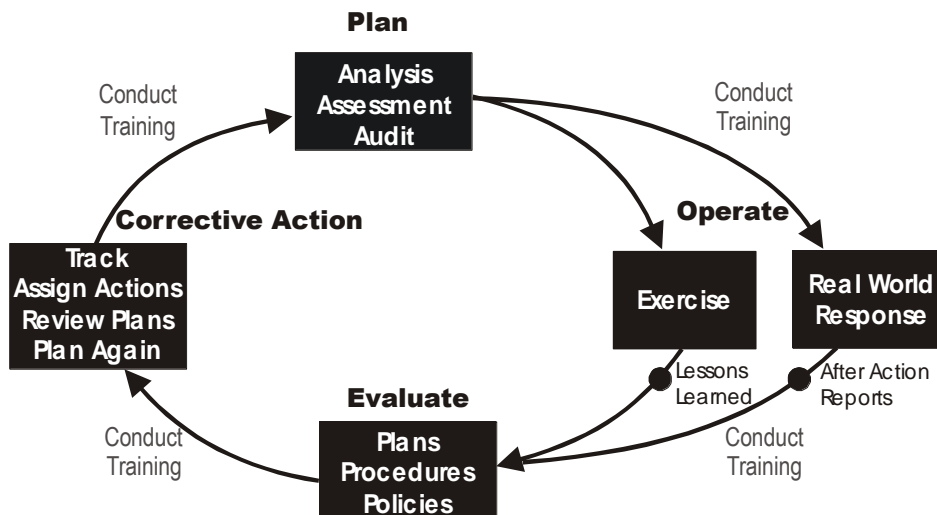 Plan
Analysis
Assessment
Audit
Conduct
Training
Conduct
Training
Corrective Action
Operate
Track
Assign Actions
Review Plans
Plan Again
Exercise
Real World
Response
Lessons
Learned
After Action
Reports
Evaluate
Plans
Procedures
Policies
Conduct
Training
Conduct
Training